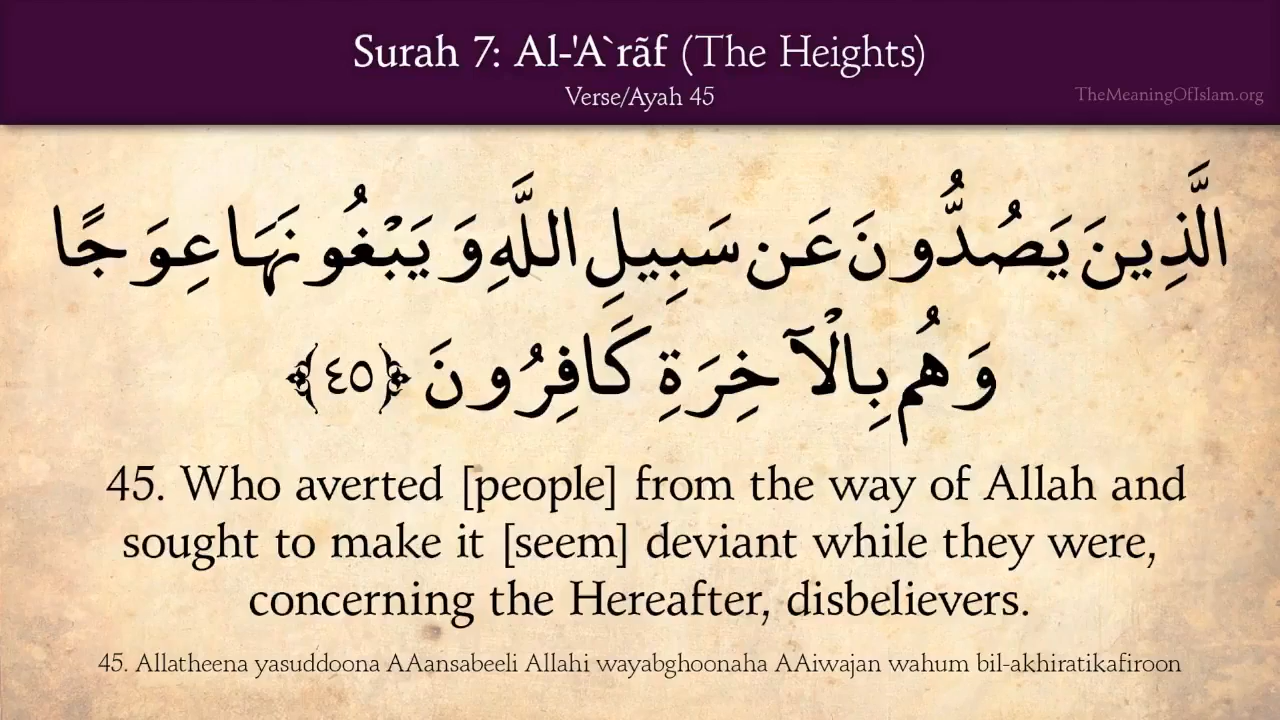 Surah 7: Al-'A`rãf (The Heights)
Verse/Ayah 45
TheMeaningOfIslam.org
الَّذِينَ يَصُدُّونَ عَن سَبِيلِ اللَّهِ وَيَبْغُونَهَا عِوَجًا
وَهُم بِالْآخِرَةِ كَافِرُونَ ﴿٤٥﴾
45. Who averted [people] from the way of Allah and
sought to make it [seem] deviant while they were,
concerning the Hereafter, disbelievers.
45. Allatheena yasuddoona AAansabeeli Allahi wayabghoonaha AAiwajan wahum bil-akhiratikafiroon